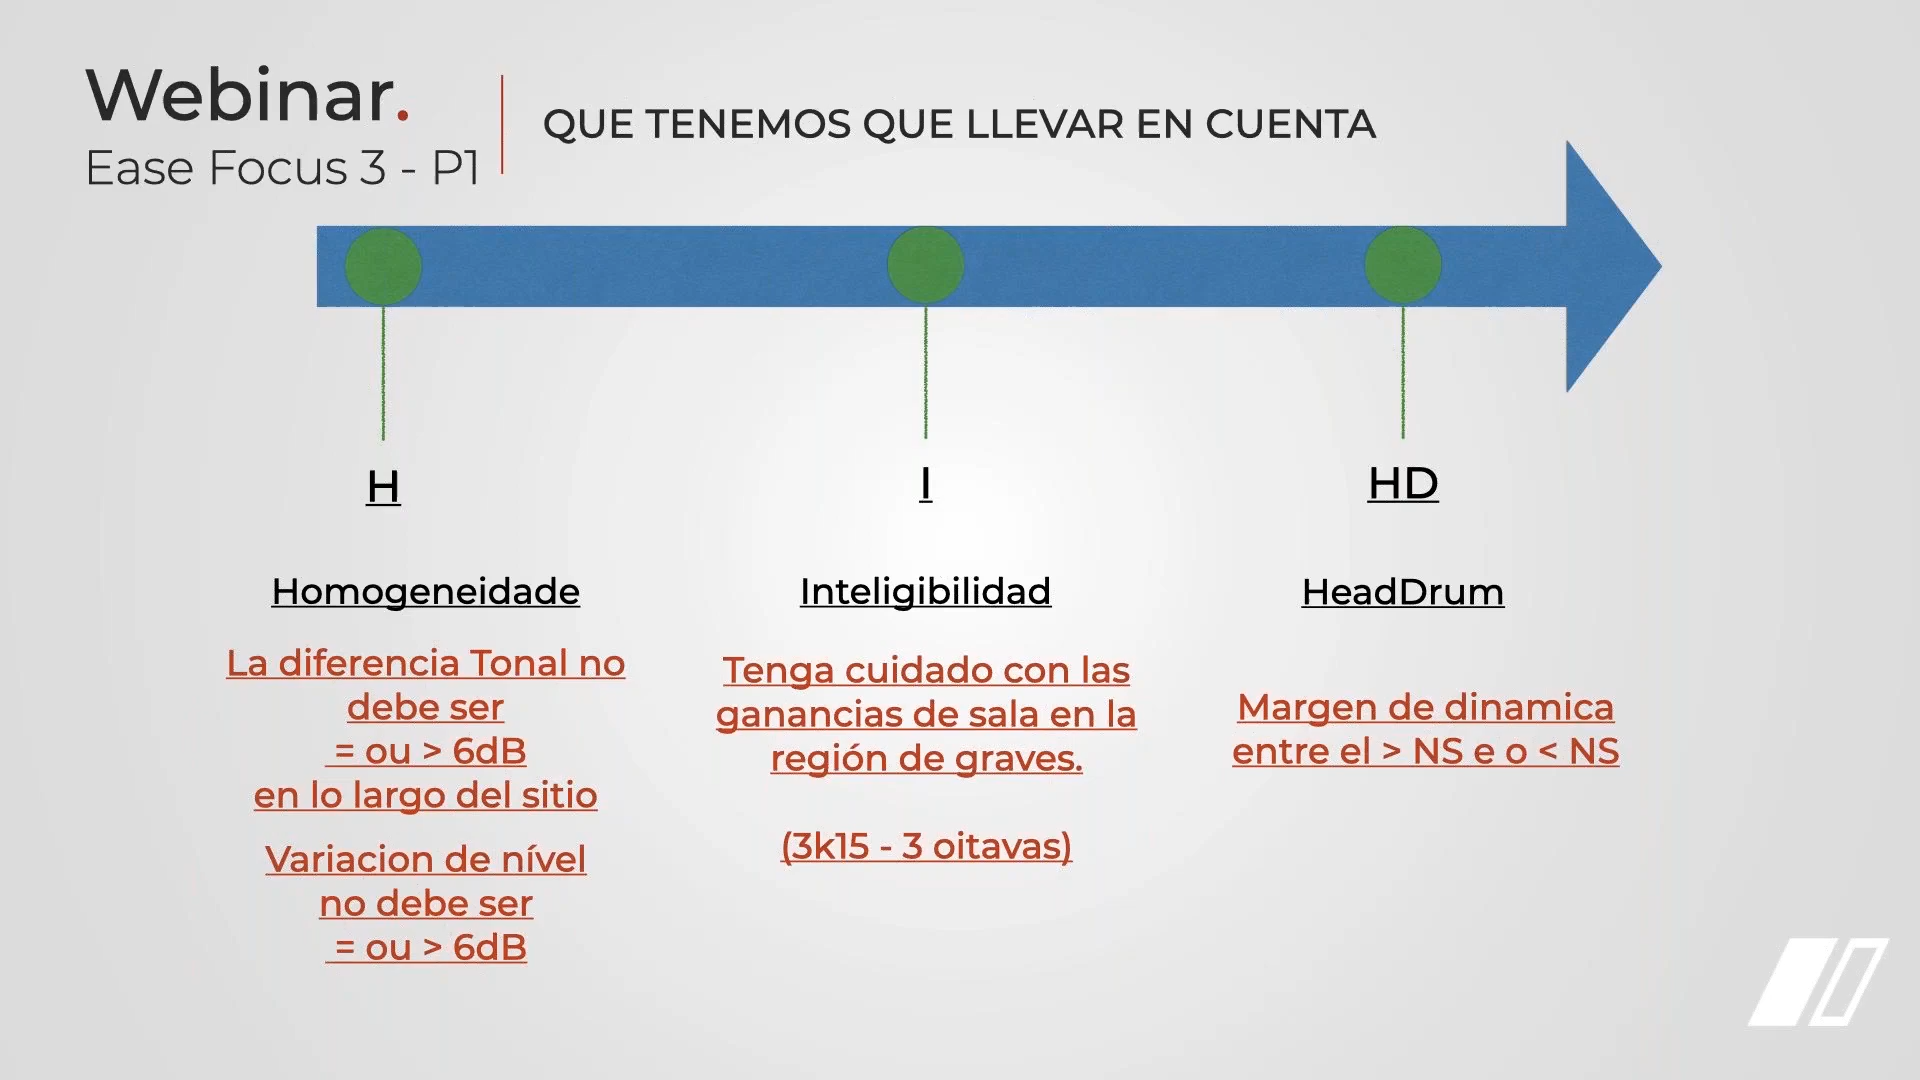 Webinar.
Ease Focus 3 - P1
QUE TENEMOS QUE LLEVAR EN CUENTA
H
Homogeneidade
La diferencia Tonal no
debe ser
= ou > 6dB
en lo largo del sitio
Variacion de nível
no debe ser
= ou > 6dB
I
Inteligibilidad
Tenga cuidado con las
ganancias de sala en la
región de graves.
(3k15 - 3 oitavas)
HD
HeadDrum
Margen de dinamica
entre el > NS e o < NS